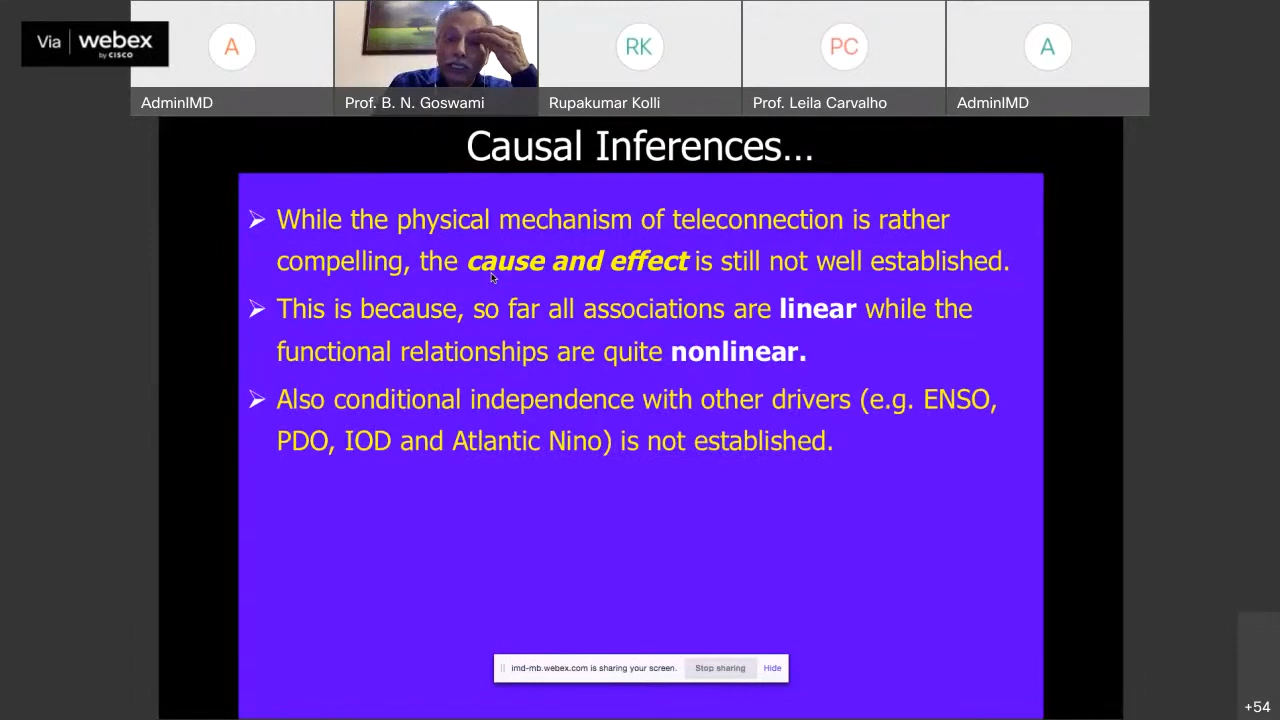 Via webex
by CISCO
A
RK
PC
A
AdminIMD
Prof. B. N. Goswami
Rupakumar Kolli
Prof. Leila Carvalho
AdminIMD
Causal Inferences...
While the physical mechanism of teleconnection is rather
compelling, the cause and effect is still not well established.
This is because, so far all associations are linear while the
functional relationships are quite nonlinear.
Also conditional independence with other drivers (e.g. ENSO,
PDO, IOD and Atlantic Nino) is not established.
imd-mb.webex.com is sharing your screen.
Stop sharing
Hide
+54